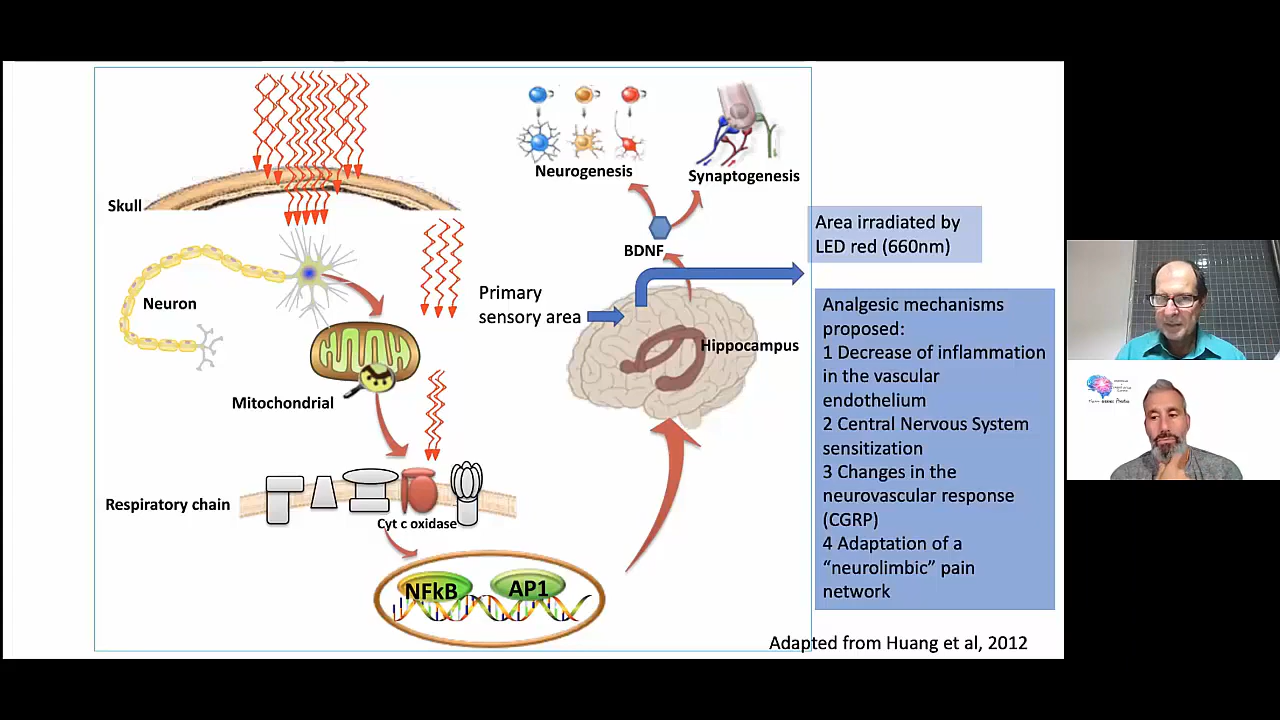 Skull
Neuron
Mitochondrial
Respiratory chain
Cyt c oxidase
NFkB
AP1
Neurogenesis
Synaptogenesis
BDNF
Primary
sensory area
Hippocampus
Area irradiated by
LED red (660nm)
Analgesic mechanisms
proposed:
1 Decrease of inflammation
in the vascular
endothelium
2 Central Nervous System
sensitization
3 Changes in the
neurovascular response
(CGRP)
4 Adaptation of a
“neurolimbic” pain
network
Adapted from Huang et al, 2012